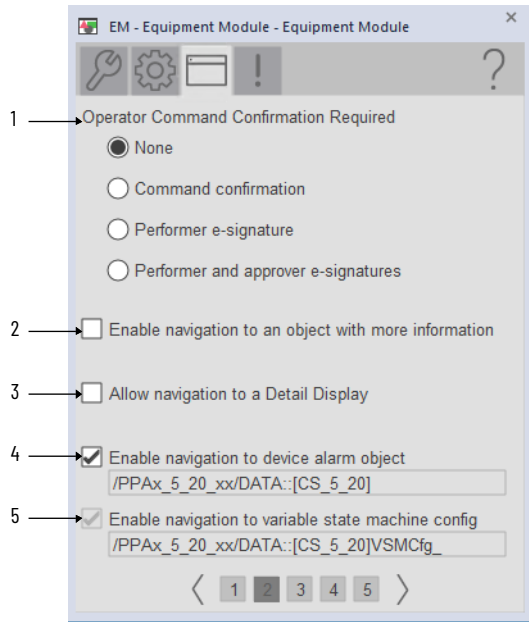 EM - Equipment Module - Equipment Module
×
!
?
1
Operator Command Confirmation Required
None
Command confirmation
Performer e-signature
Performer and approver e-signatures
2
Enable navigation to an object with more information
3
Allow navigation to a Detail Display
4
Enable navigation to device alarm object
/PPAx_5_20_xx/DATA::[CS_5_20]
5
Enable navigation to variable state machine config
/PPAx_5_20_xx/DATA::[CS_5_20]VSMCfg_
1 2 3 4 5